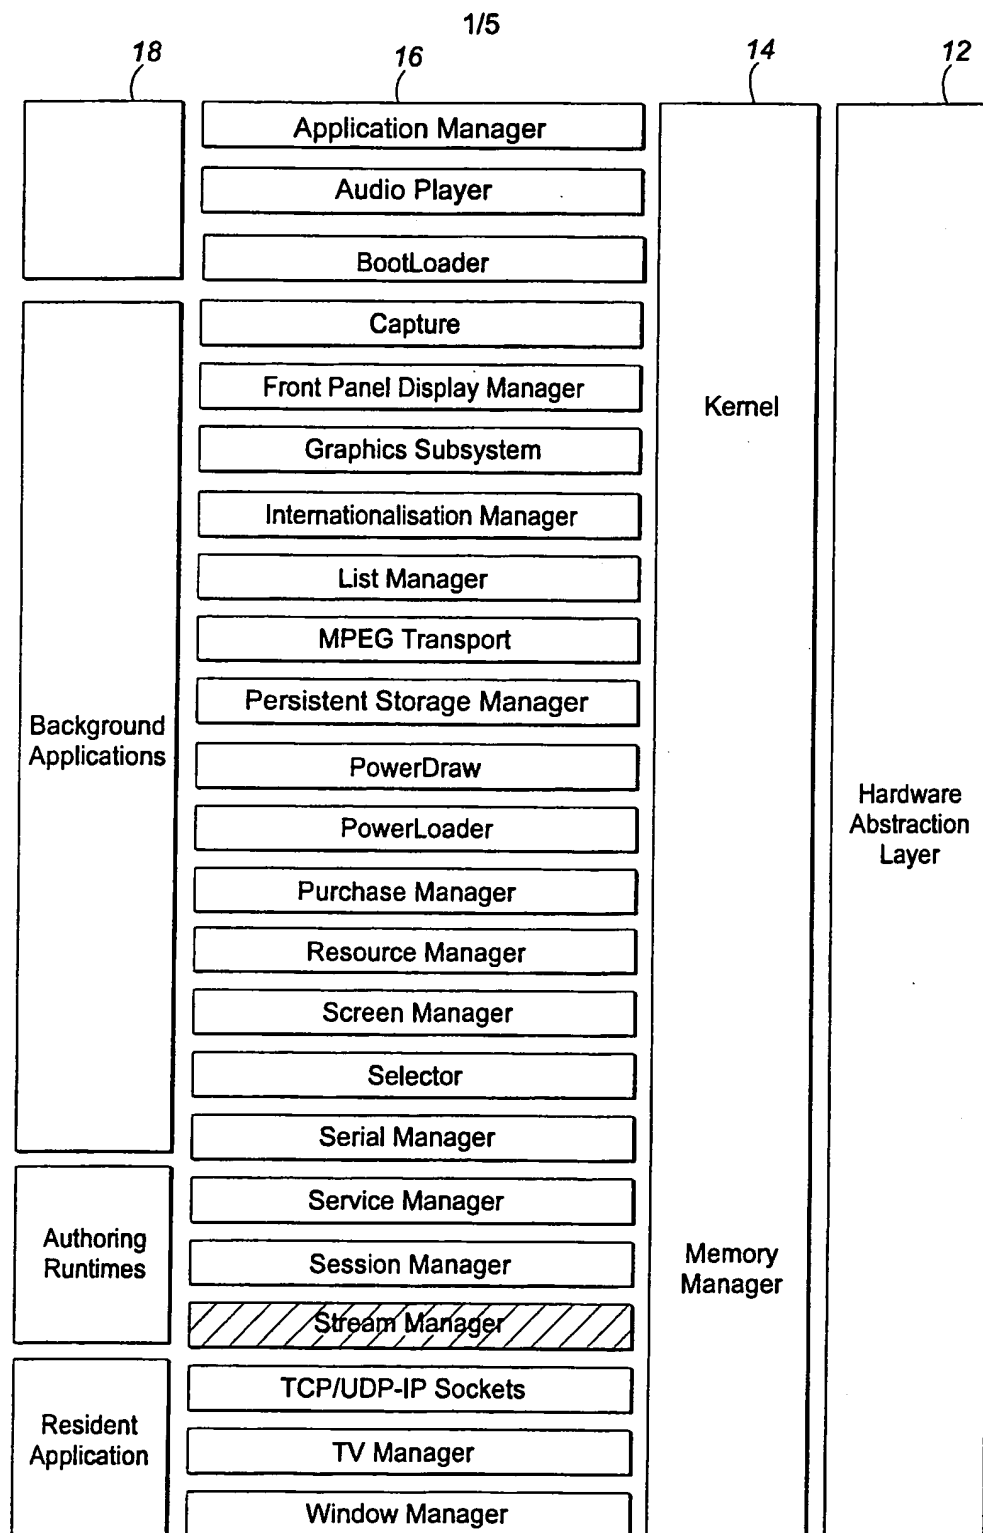 1/5
18
16
14
12
Application Manager
Audio Player
BootLoader
Capture
Front Panel Display Manager
Graphics Subsystem
Internationalisation Manager
List Manager
MPEG Transport
Persistent Storage Manager
PowerDraw
PowerLoader
Purchase Manager
Resource Manager
Screen Manager
Selector
Serial Manager
Service Manager
Session Manager
Stream Manager
TCP/UDP-IP Sockets
TV Manager
Window Manager
Background
Applications
Authoring
Runtimes
Resident
Application
Kernel
Memory
Manager
Hardware
Abstraction
Layer